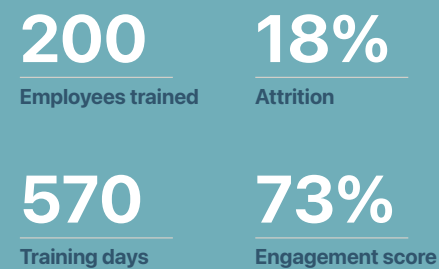 200
18%
Employees trained
Attrition
570
73%
Training days
Engagement score